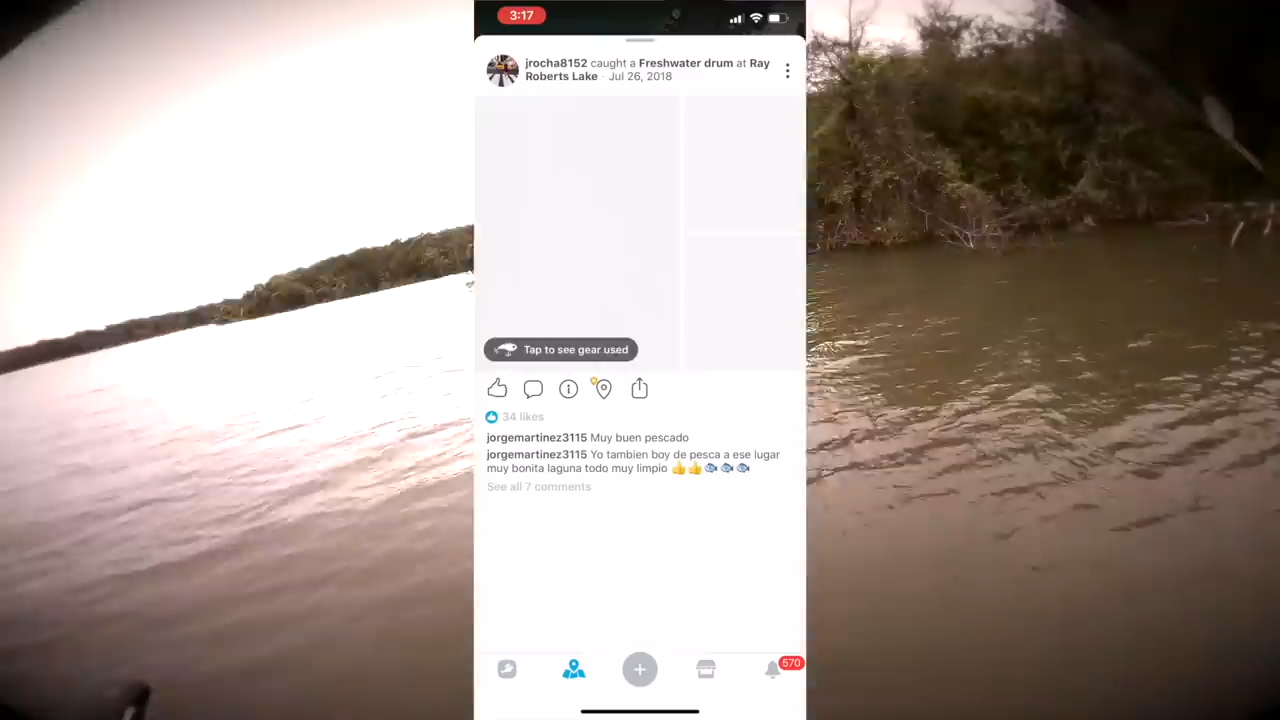 3:17
jrocha8152 caught a Freshwater drum at Ray
Roberts Lake · Jul 26, 2018
Tap to see gear used
34 likes
jorgemartinez3115 Muy buen pescado
jorgemartinez3115 Yo tambien boy de pesca a ese lugar
muy bonita laguna todo muy limpio 👍👍🐟🐟🐟
See all 7 comments
570